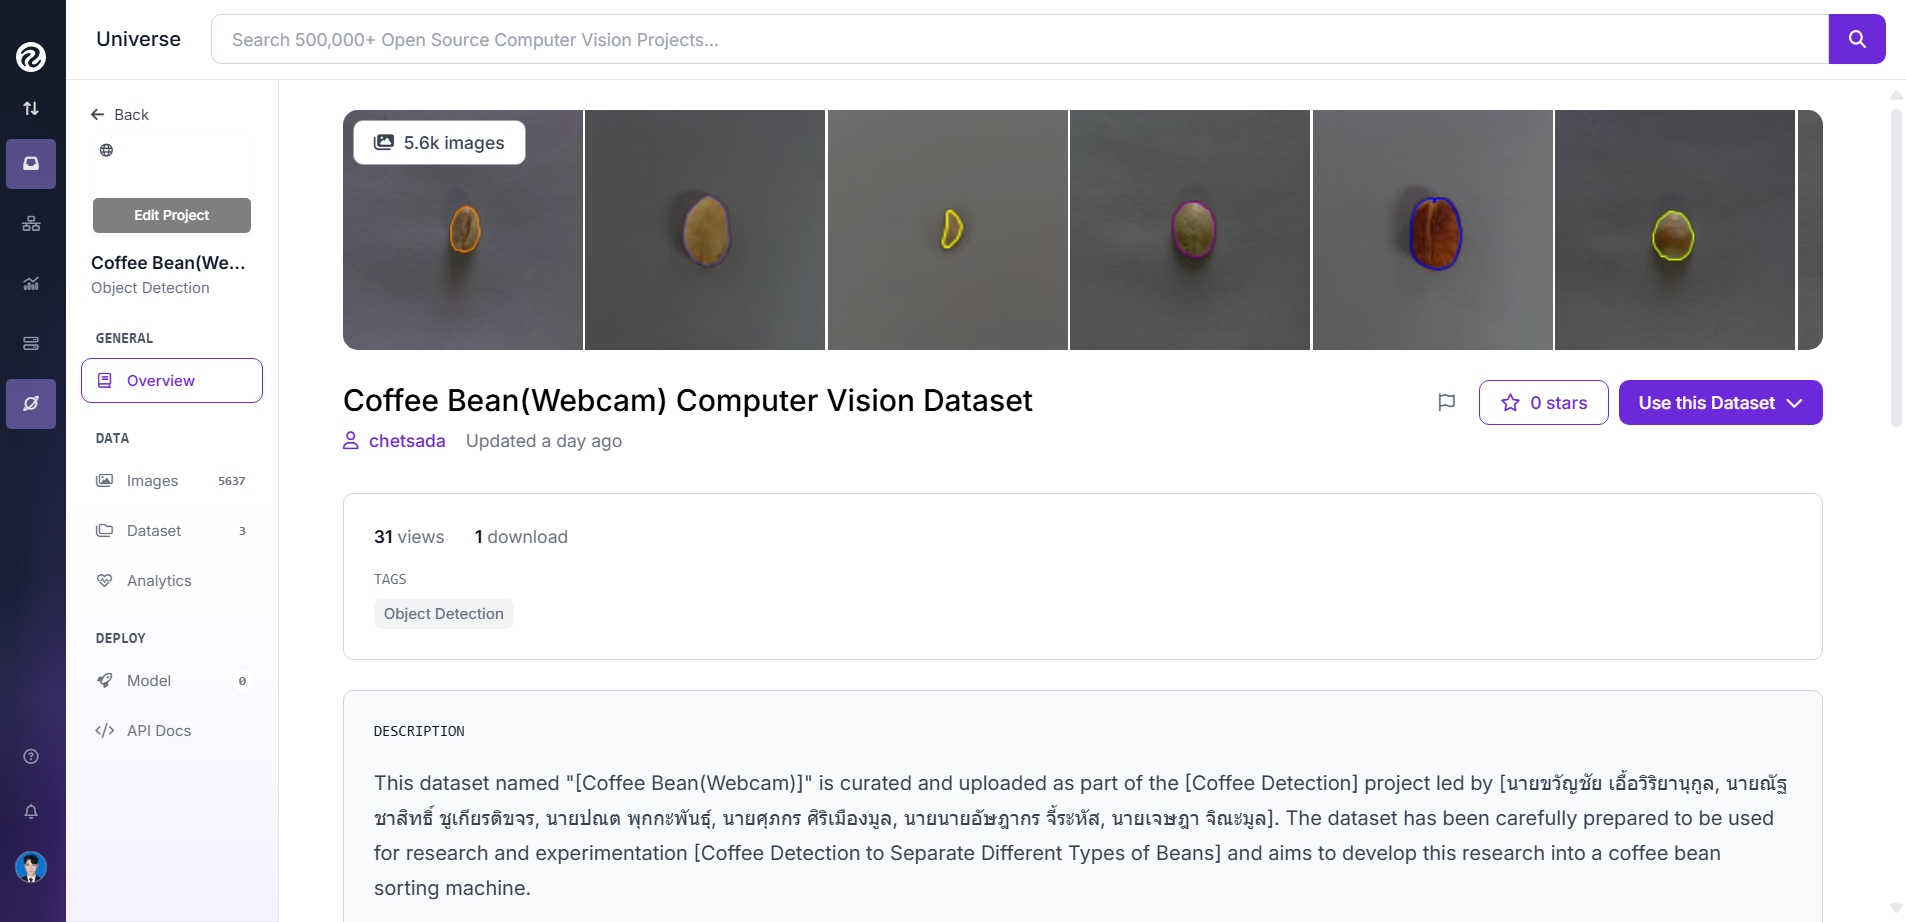 Universe
Search 500,000+ Open Source Computer Vision Projects...
Back
Edit Project
Coffee Bean(We...
Object Detection
GENERAL
Overview
DATA
Images 5637
Dataset 3
Analytics
DEPLOY
Model 0
API Docs
5.6k images
Coffee Bean(Webcam) Computer Vision Dataset
0 stars
Use this Dataset
chetsada Updated a day ago
31 views 1 download
TAGS
Object Detection
DESCRIPTION
This dataset named "[Coffee Bean(Webcam)]" is curated and uploaded as part of the [Coffee Detection] project led by [นายขวัญชัย เอื้อวิริยานุกูล, นายณัฐ
ชาสิทธิ์ ชูเกียรติขจร, นายปณต พุกกะพันธุ์, นายศุภกร ศิริเมืองมูล, นายนายอัษฎากร จี้ระหัส, นายเจษฎา จิณะมูล]. The dataset has been carefully prepared to be used
for research and experimentation [Coffee Detection to Separate Different Types of Beans] and aims to develop this research into a coffee bean
sorting machine.